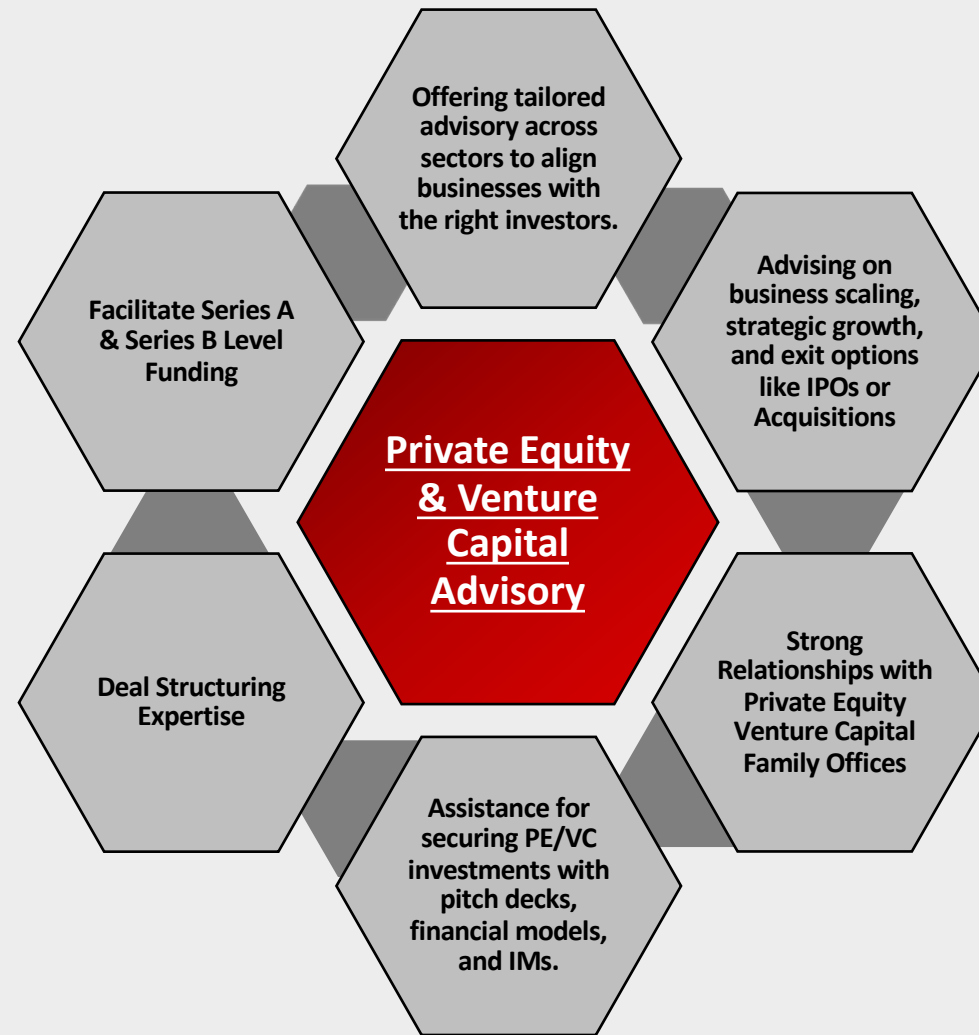 Offering tailored
advisory across
sectors to align
businesses with
the right investors.
Facilitate Series A
& Series B Level
Funding
Advising on
business scaling,
strategic growth,
and exit options
like IPOs or
Acquisitions
Private Equity
& Venture
Capital
Advisory
Deal Structuring
Expertise
Strong
Relationships with
Private Equity
Venture Capital
Family Offices
Assistance for
securing PE/VC
investments with
pitch decks,
financial models,
and IMs.